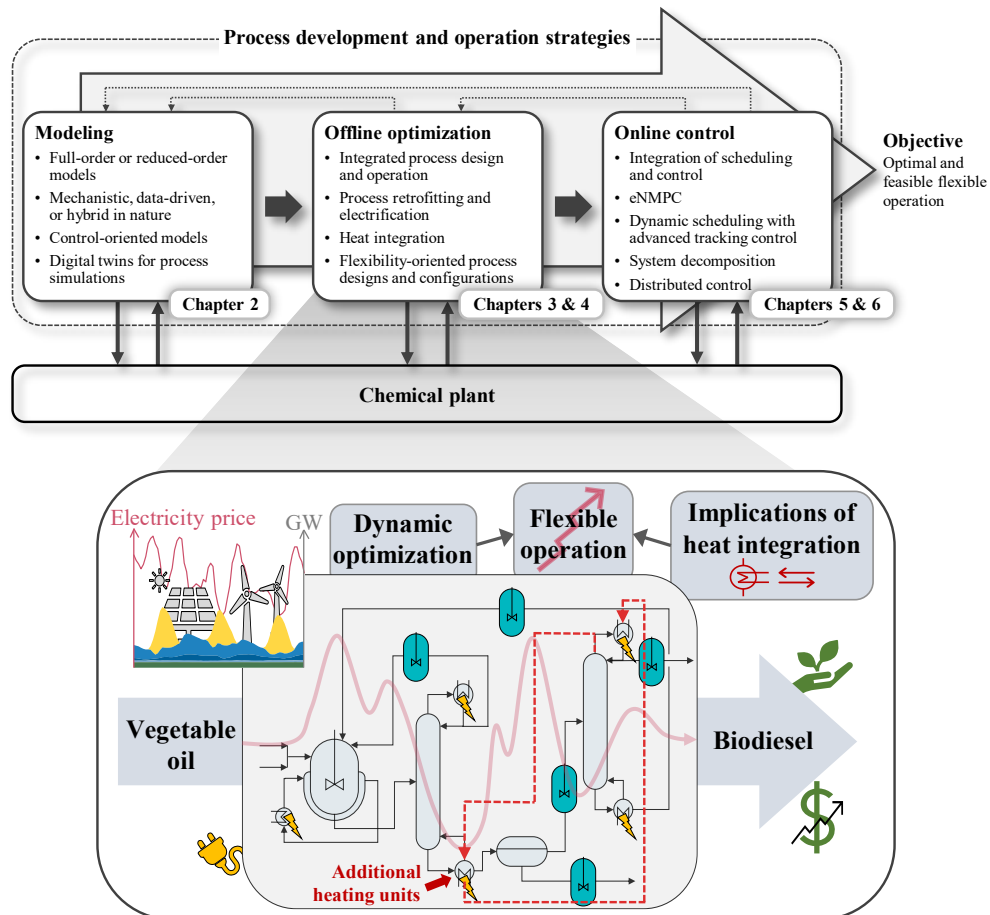 Process development and operation strategies
Modeling
• Full-order or reduced-order
models
• Mechanistic, data-driven,
or hybrid in nature
• Control-oriented models
• Digital twins for process
simulations
Chapter 2
Offline optimization
• Integrated process design
and operation
• Process retrofitting and
electrification
• Heat integration
• Flexibility-oriented process
designs and configurations
Chapters 3 & 4
Online control
• Integration of scheduling
and control
• eNMPC
• Dynamic scheduling with
advanced tracking control
• System decomposition
• Distributed control
Chapters 5 & 6
Objective
Optimal and
feasible flexible
operation
Chemical plant
Electricity price
GW
Dynamic
optimization
Flexible
operation
Implications of
heat integration
Vegetable
oil
Biodiesel
Additional
heating units